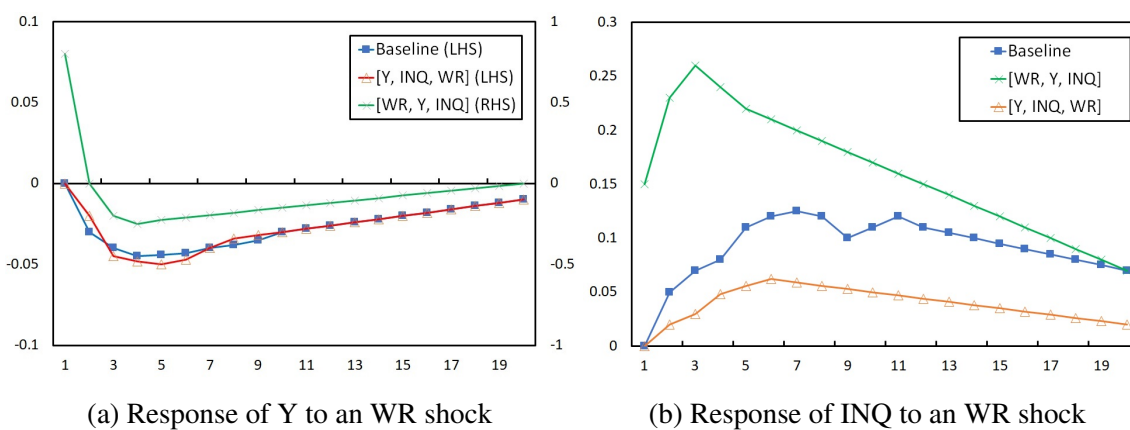 0.1
0.05
0
-0.05
-0.1
1
0.5
0
-0.5
-1
Baseline (LHS)
[Y, INQ, WR] (LHS)
[WR, Y, INQ] (RHS)
1 3 5 7 9 11 13 15 17 19
(a) Response of Y to an WR shock
0.3
0.25
0.2
0.15
0.1
0.05
0
Baseline
[WR, Y, INQ]
[Y, INQ, WR]
1 3 5 7 9 11 13 15 17 19
(b) Response of INQ to an WR shock